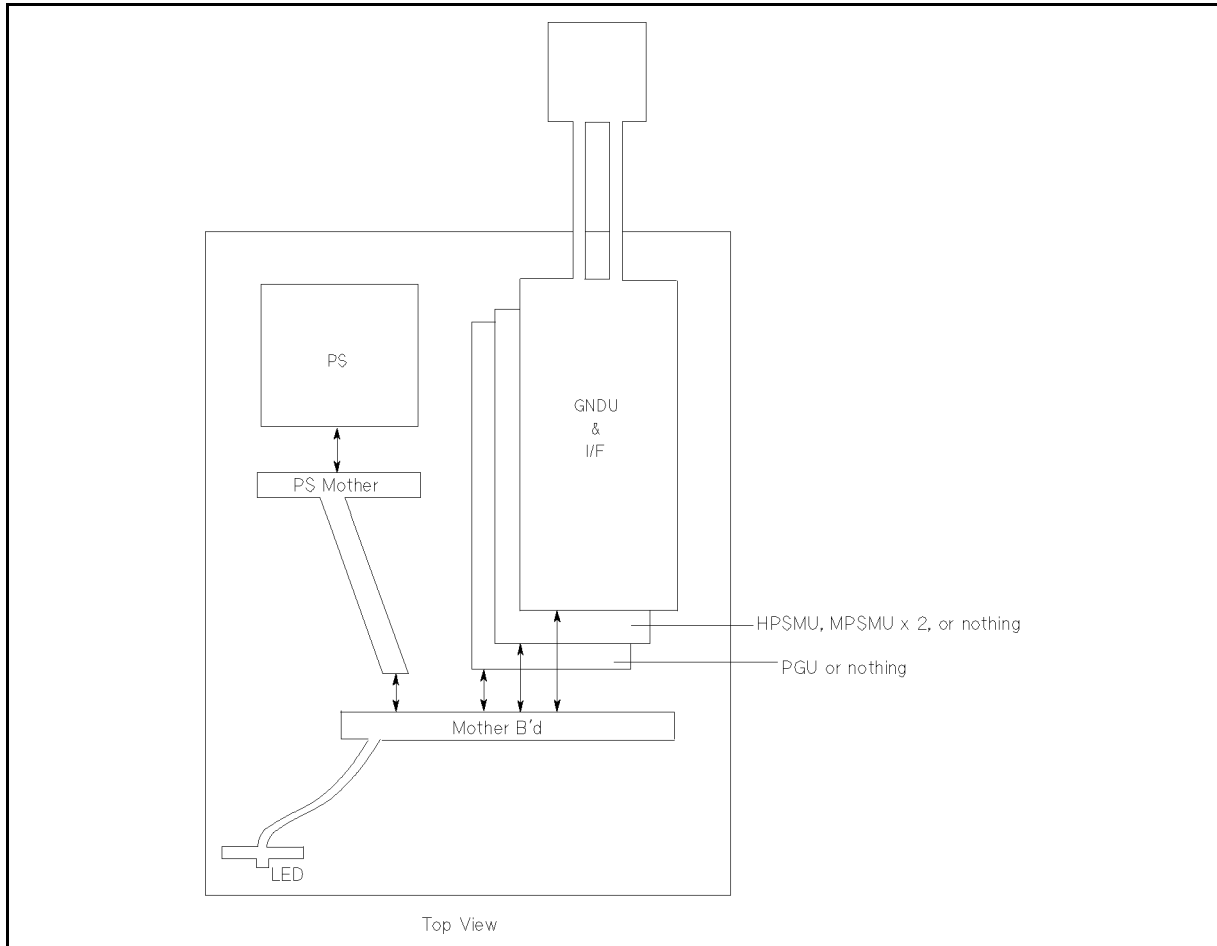 PS
GNDU
&
I/F
PS Mother
HPSMU, MPSMU x 2, or nothing
PGU or nothing
Mother B'd
LED
Top View